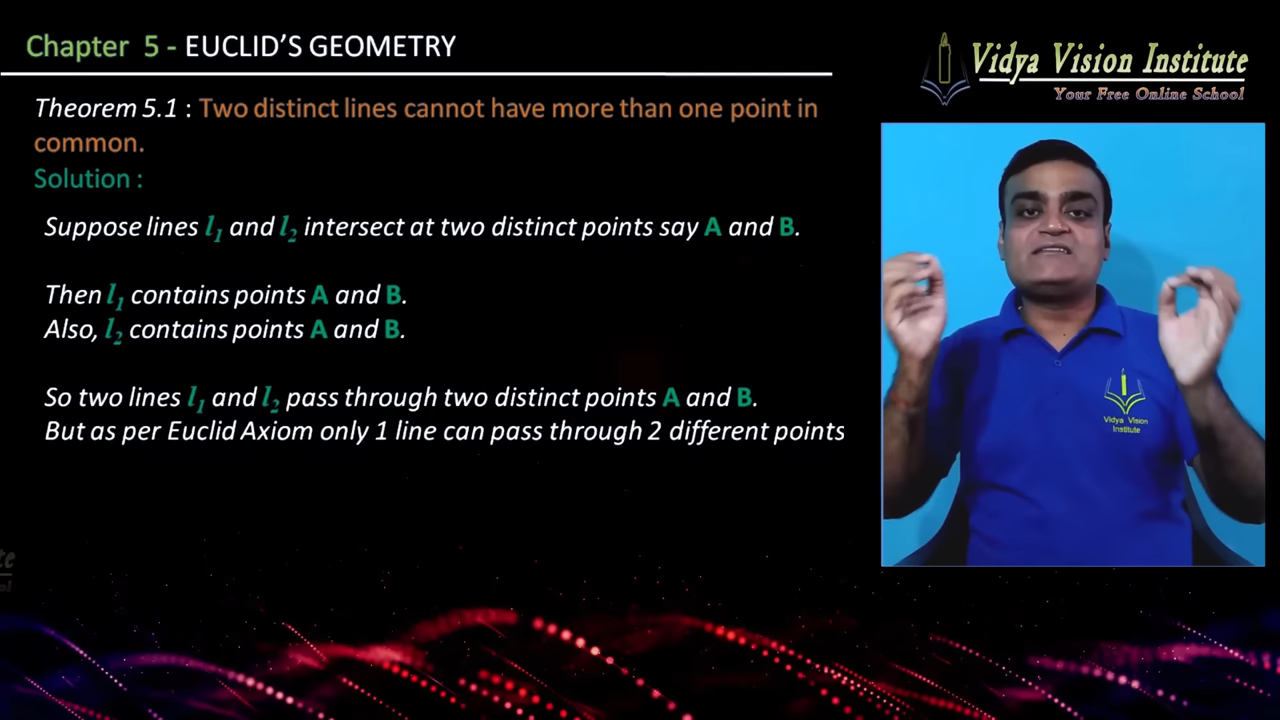 Chapter 5 - EUCLID'S GEOMETRY
Vidya Vision Institute
Your Free Online School
Theorem 5.1 : Two distinct lines cannot have more than one point in
common.
Solution :
Suppose lines l₁ and l₂ intersect at two distinct points say A and B.
Then l₁ contains points A and B.
Also, l₂ contains points A and B.
So two lines l₁ and l₂ pass through two distinct points A and B.
But as per Euclid Axiom only 1 line can pass through 2 different points
Vidya Vision
Institute